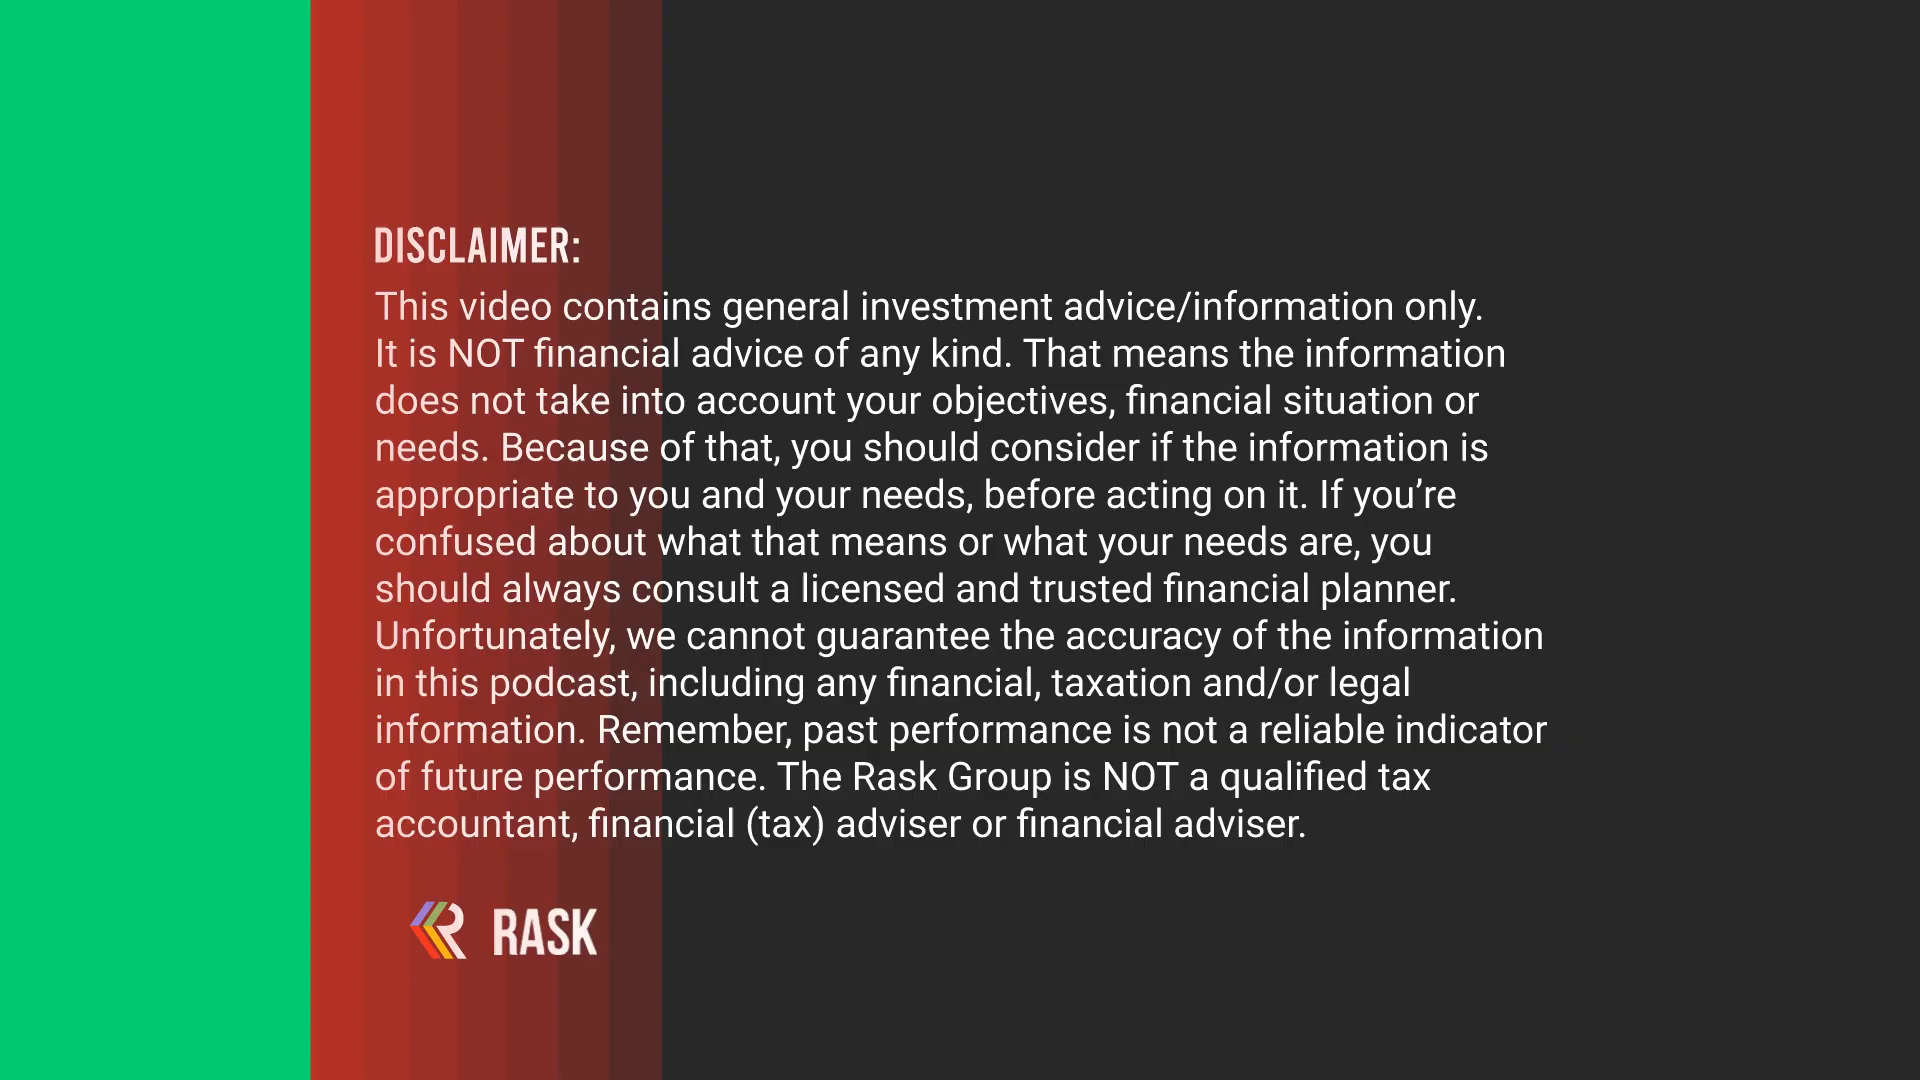 DISCLAIMER:
This video contains general investment advice/information only.
It is NOT financial advice of any kind. That means the information
does not take into account your objectives, financial situation or
needs. Because of that, you should consider if the information is
appropriate to you and your needs, before acting on it. If you’re
confused about what that means or what your needs are, you
should always consult a licensed and trusted financial planner.
Unfortunately, we cannot guarantee the accuracy of the information
in this podcast, including any financial, taxation and/or legal
information. Remember, past performance is not a reliable indicator
of future performance. The Rask Group is NOT a qualified tax
accountant, financial (tax) adviser or financial adviser.
RASK